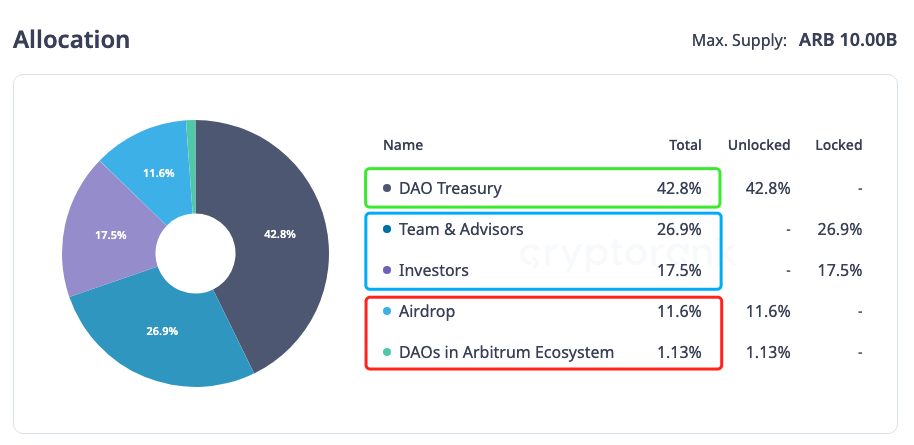 Allocation
Max. Supply: ARB 10.00B
Name Total Unlocked Locked
DAO Treasury 42.8% 42.8% -
Team & Advisors 26.9% - 26.9%
Investors 17.5% - 17.5%
Airdrop 11.6% 11.6% -
DAOs in Arbitrum Ecosystem 1.13% 1.13% -
11.6%
17.5%
42.8%
26.9%
cryptorank